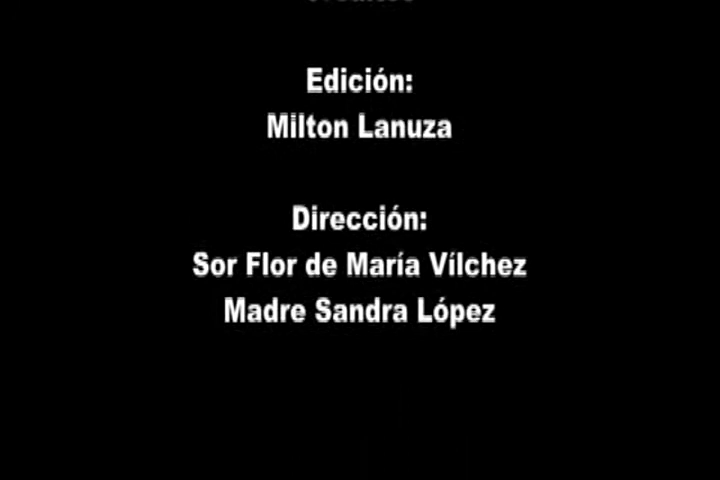 Edición:
Milton Lanuza
Dirección:
Sor Flor de María Vílchez
Madre Sandra López